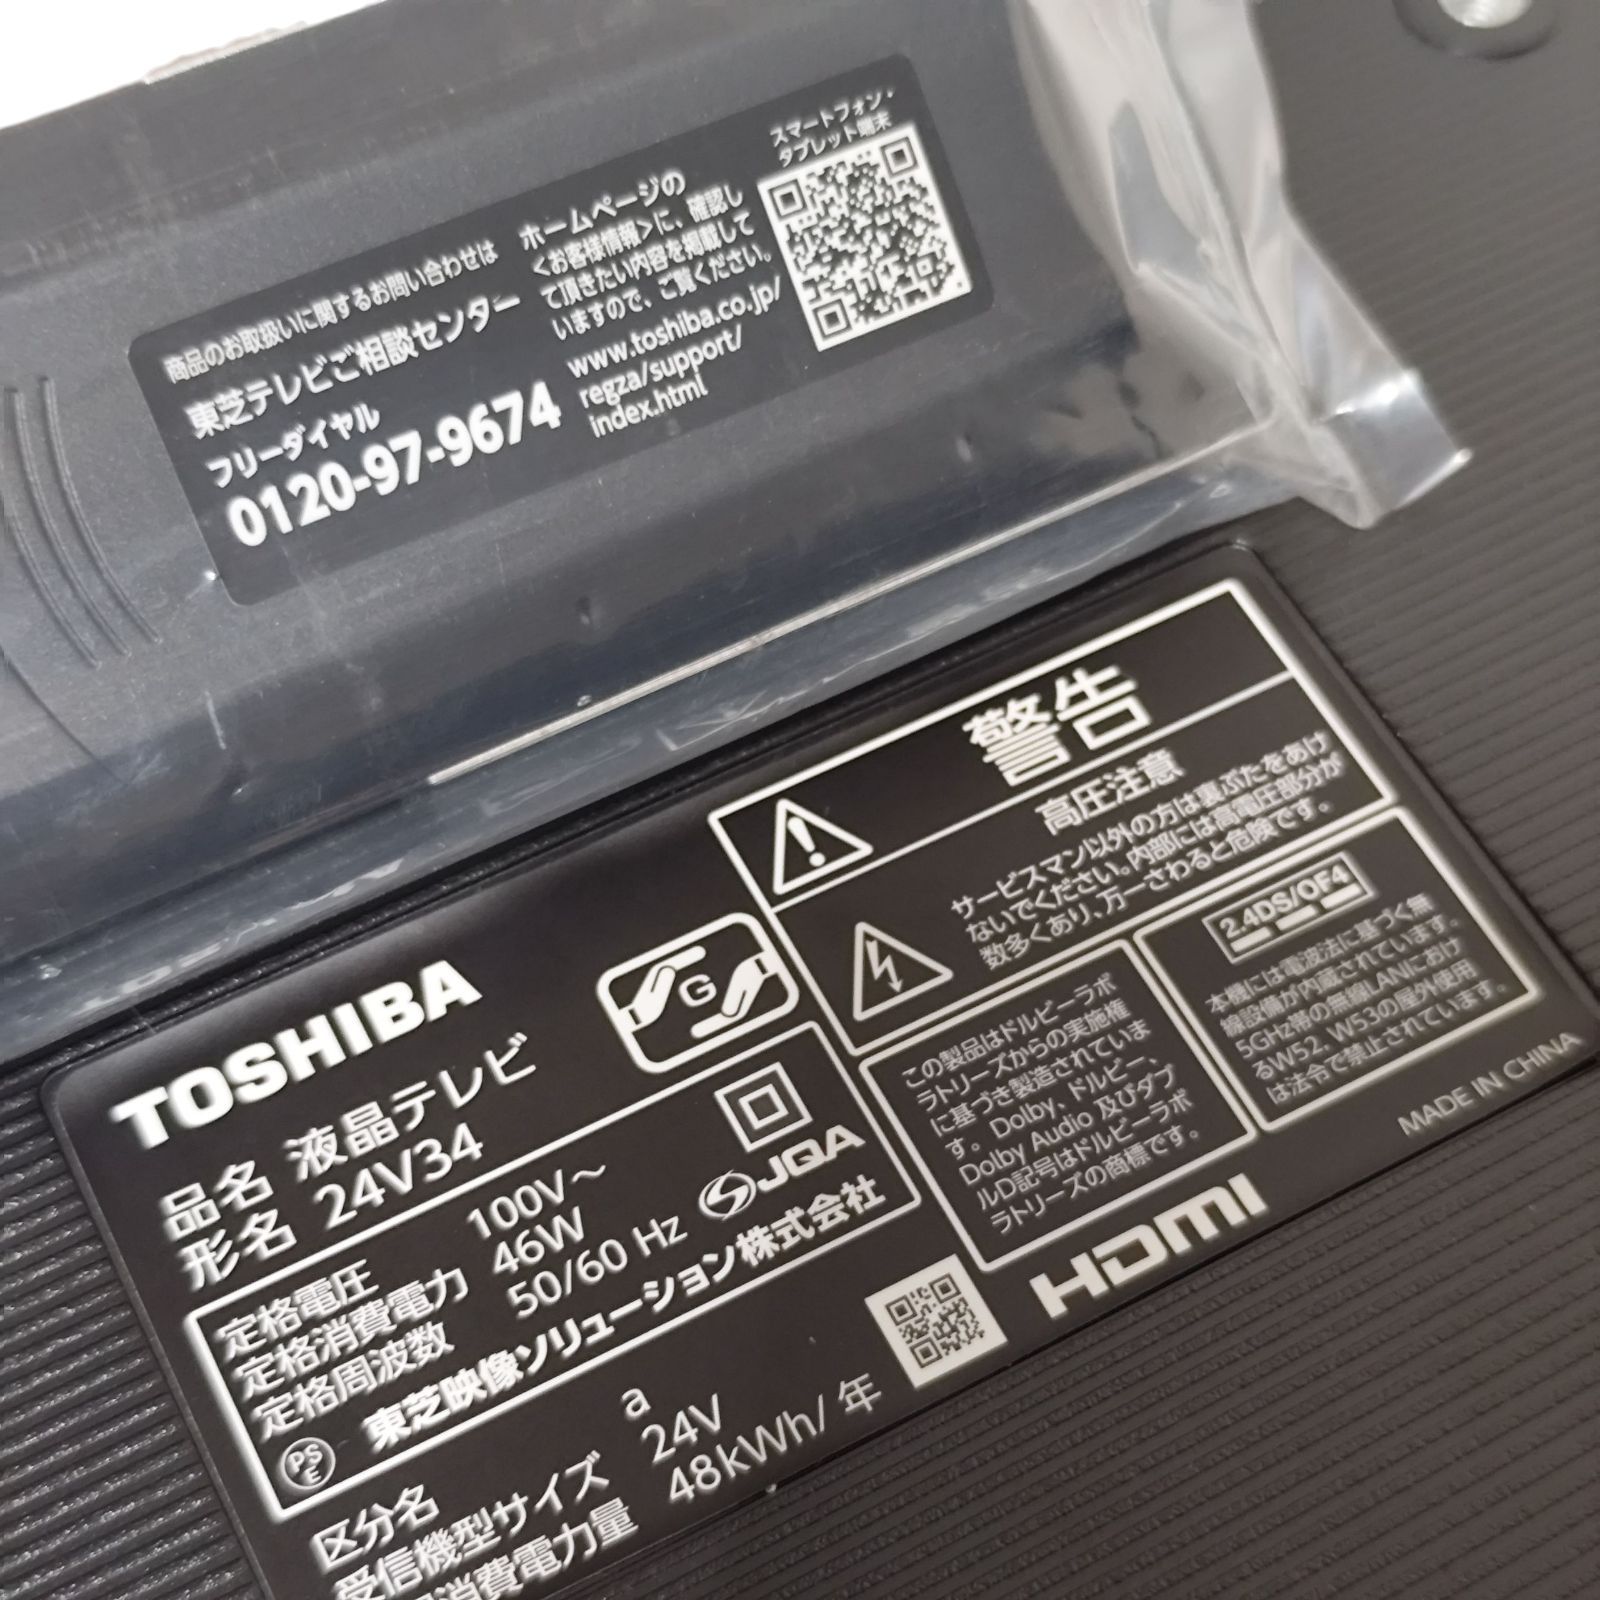 商品のお取扱いに関するお問い合わせは
東芝テレビご相談センター
フリーダイヤル
0120-97-9674
ホームページの
<お客様情報>に、確認し
て頂きたい内容を掲載して
いますので、ご覧ください。
www.toshiba.co.jp/
regza/support/
index.html
スマートフォン・
タブレット端末
TOSHIBA
品名 液晶テレビ
形名 24V34
G
定格電圧 100V～
定格消費電力 46W
定格周波数 50/60 Hz
JQA
PS
E
東芝映像ソリューション株式会社
区分名 a
受信機型サイズ 24V
消費電力量 48kWh/年
警告
高圧注意
サービスマン以外の方は裏ぶたをあけ
ないでください。内部には高電圧部分が
数多くあり、万一さわると危険です。
この製品はドルビーラボ
ラトリーズからの実施権
に基づき製造されていま
す。Dolby、ドルビー、
Dolby Audio 及びダブ
ルD記号はドルビーラボ
ラトリーズの商標です。
2.4DS/OF4
本機には電波法に基づく無
線設備が内蔵されています。
5GHz帯の無線LANにおけ
るW52, W53の屋外使用
は法令で禁止されています。
HDMI
MADE IN CHINA